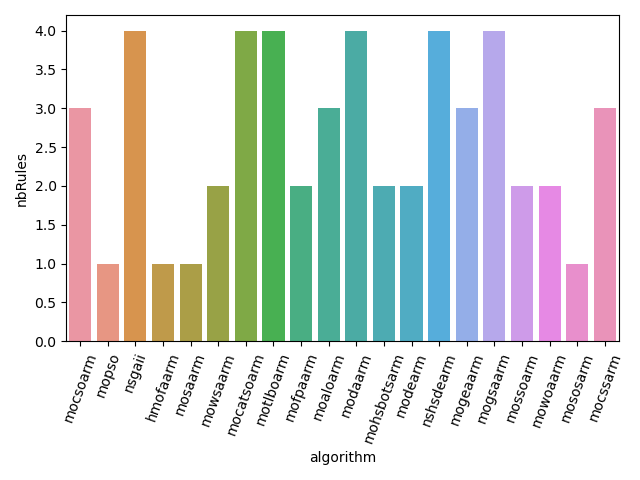 4.0
3.5
3.0
2.5
2.0
1.5
1.0
0.5
0.0
nbRules
mocsoarm
mopso
nsgaii
hmofaarm
mosaarm
mowsaarm
mocatsoarm
motlboarm
mofpaarm
moaloarm
modaarm
mohsbotsarm
modearm
nshsdearm
mogeaarm
mogsaarm
mossoarm
mowoaarm
mososarm
mocssarm
algorithm